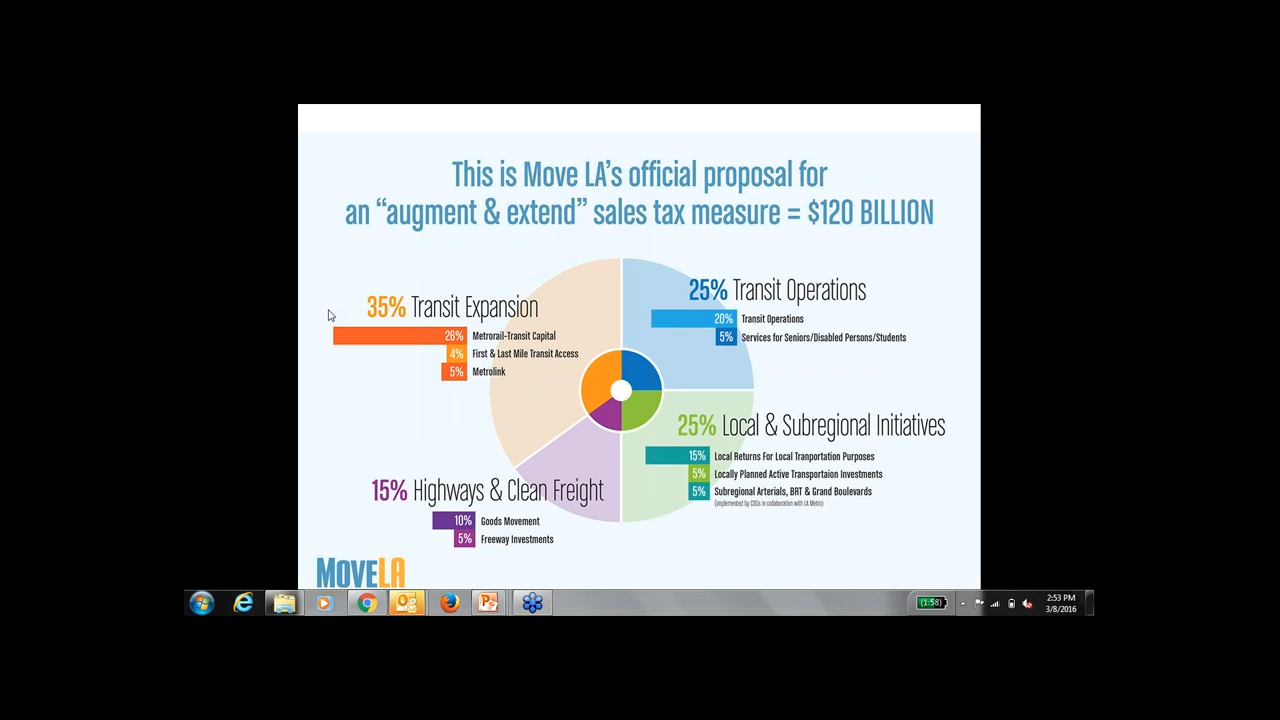 This is Move LA's official proposal for
an “augment & extend” sales tax measure = $120 BILLION
35% Transit Expansion
26% Metrorail-Transit Capital
4% First & Last Mile Transit Access
5% Metrolink
25% Transit Operations
20% Transit Operations
5% Services for Seniors/Disabled Persons/Students
25% Local & Subregional Initiatives
15% Local Returns For Local Tranportation Purposes
5% Locally Planned Active Transportaion Investments
5% Subregional Arterials, BRT & Grand Boulevards
(implemented by COGs in collaboration with LA Metro)
15% Highways & Clean Freight
10% Goods Movement
5% Freeway Investments
MOVELA
(1:58)
2:53 PM
3/8/2016